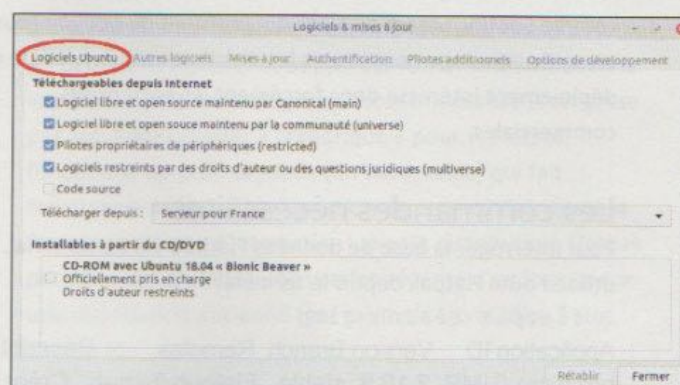 Logiciels & mises à jour
Logiciels Ubuntu Autres logiciels Mises à jour Authentification Pilotes additionnels Options de développement
Téléchargeables depuis Internet
Logiciel libre et open source maintenu par Canonical (main)
Logiciel libre et open souce maintenu par la communauté (universe)
Pilotes propriétaires de périphériques (restricted)
Logiciels restreints par des droits d'auteur ou des questions juridiques (multiverse)
Code source
Télécharger depuis : Serveur pour France
Installables à partir du CD/DVD
CD-ROM avec Ubuntu 18.04 « Bionic Beaver »
Officiellement pris en charge
Droits d'auteur restreints
Rétablir Fermer